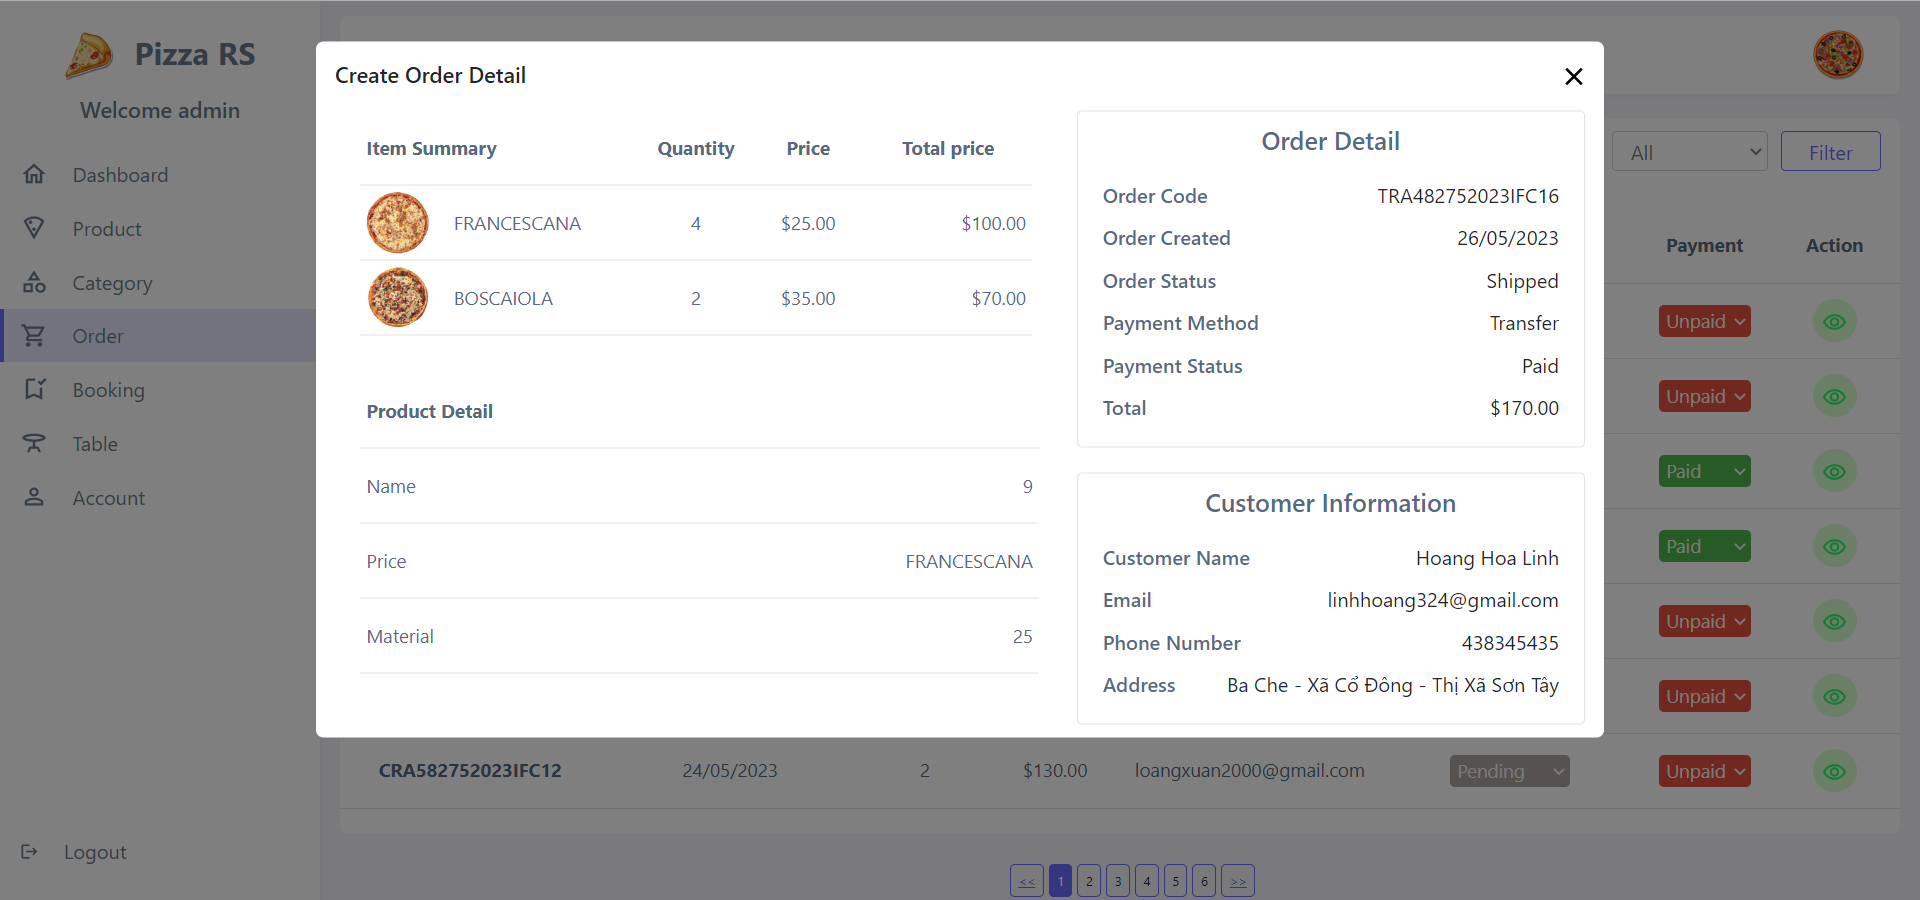 Pizza RS
Welcome admin
Dashboard
Product
Category
Order
Booking
Table
Account
Logout
Create Order Detail
Item Summary Quantity Price Total price
FRANCESCANA 4 $25.00 $100.00
BOSCAIOLA 2 $35.00 $70.00
Product Detail
Name 9
Price FRANCESCANA
Material 25
Order Detail
Order Code TRA482752023IFC16
Order Created 26/05/2023
Order Status Shipped
Payment Method Transfer
Payment Status Paid
Total $170.00
Customer Information
Customer Name Hoang Hoa Linh
Email linhhoang324@gmail.com
Phone Number 438345435
Address Ba Che - Xã Cổ Đông - Thị Xã Sơn Tây
All Filter
Payment Action
Unpaid
Unpaid
Paid
Paid
Unpaid
Unpaid
CRA582752023IFC12 24/05/2023 2 $130.00 loangxuan2000@gmail.com Pending Unpaid
<< 1 2 3 4 5 6 >>